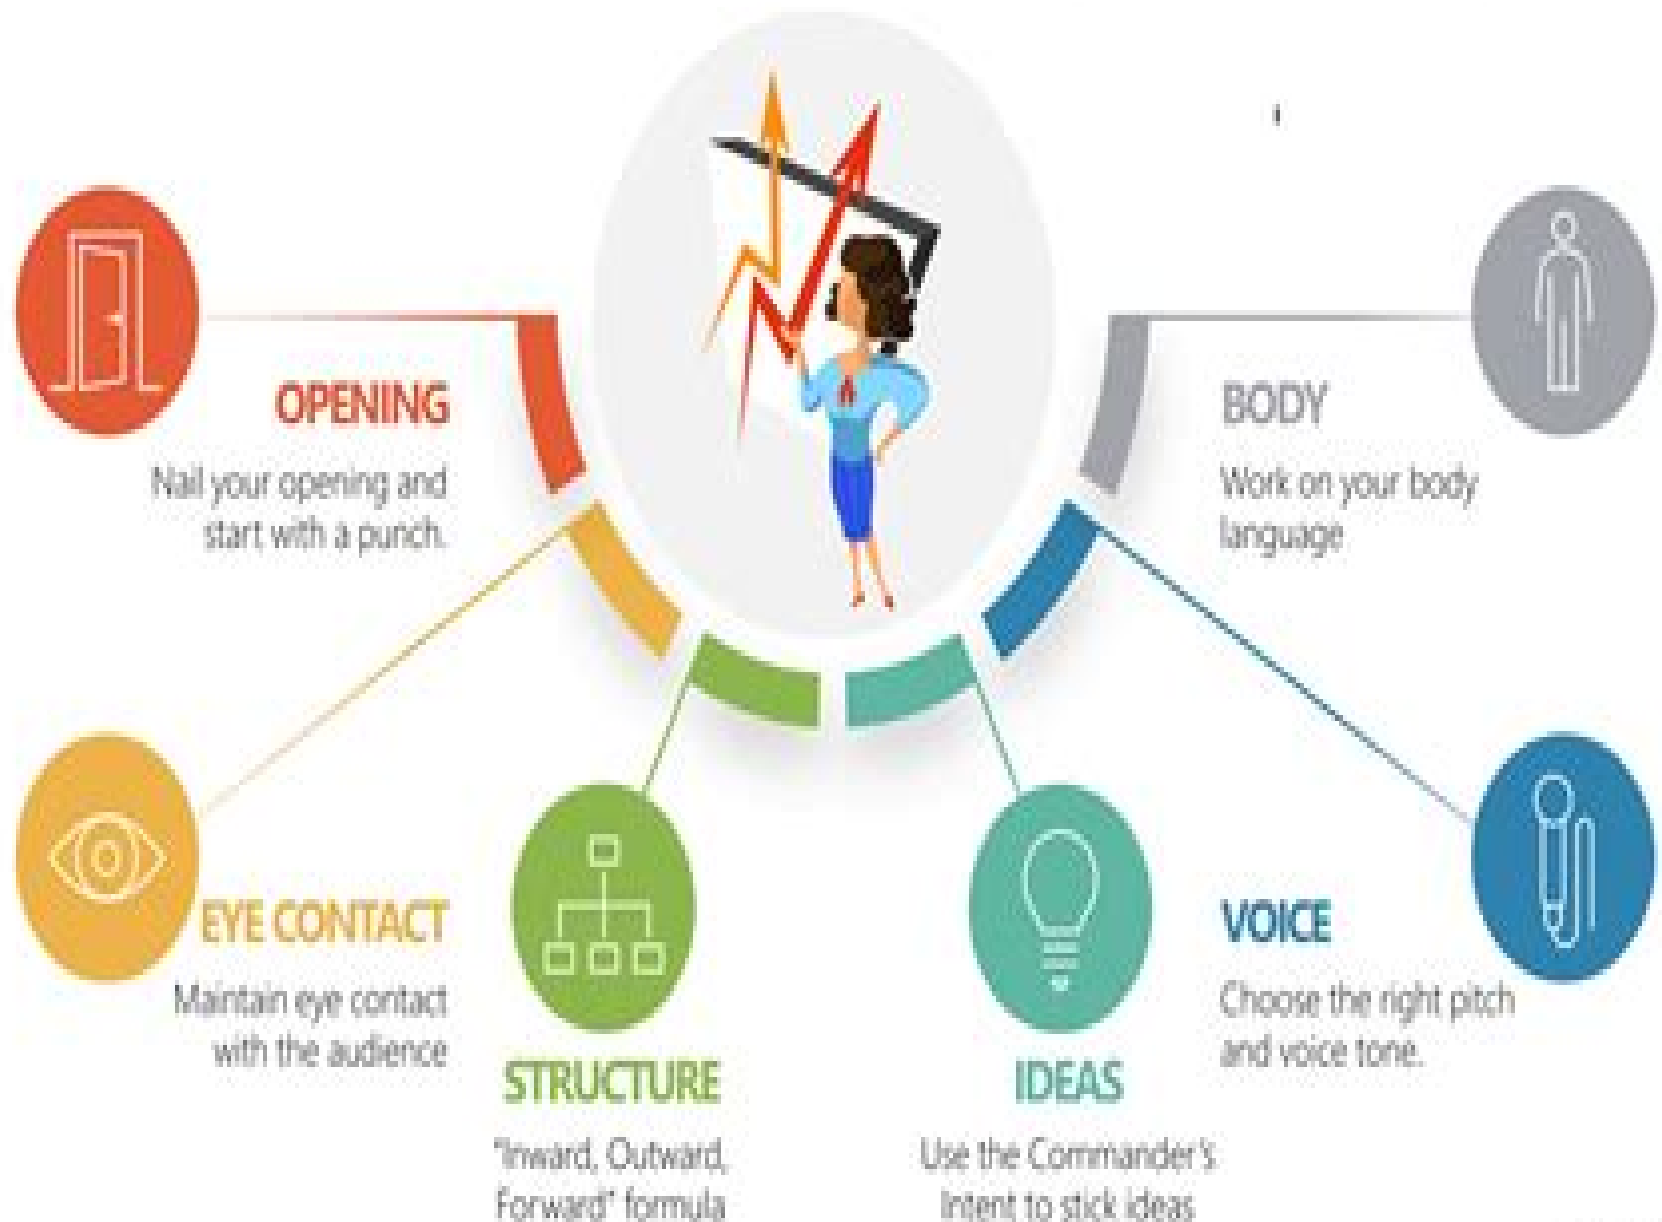 OPENING
Nail your opening and
start with a punch.
EYE CONTACT
Maintain eye contact
with the audience
STRUCTURE
"Inward, Outward,
Forward" formula
IDEAS
Use the Commander's
Intent to stick ideas
VOICE
Choose the right pitch
and voice tone.
BODY
Work on your body
language